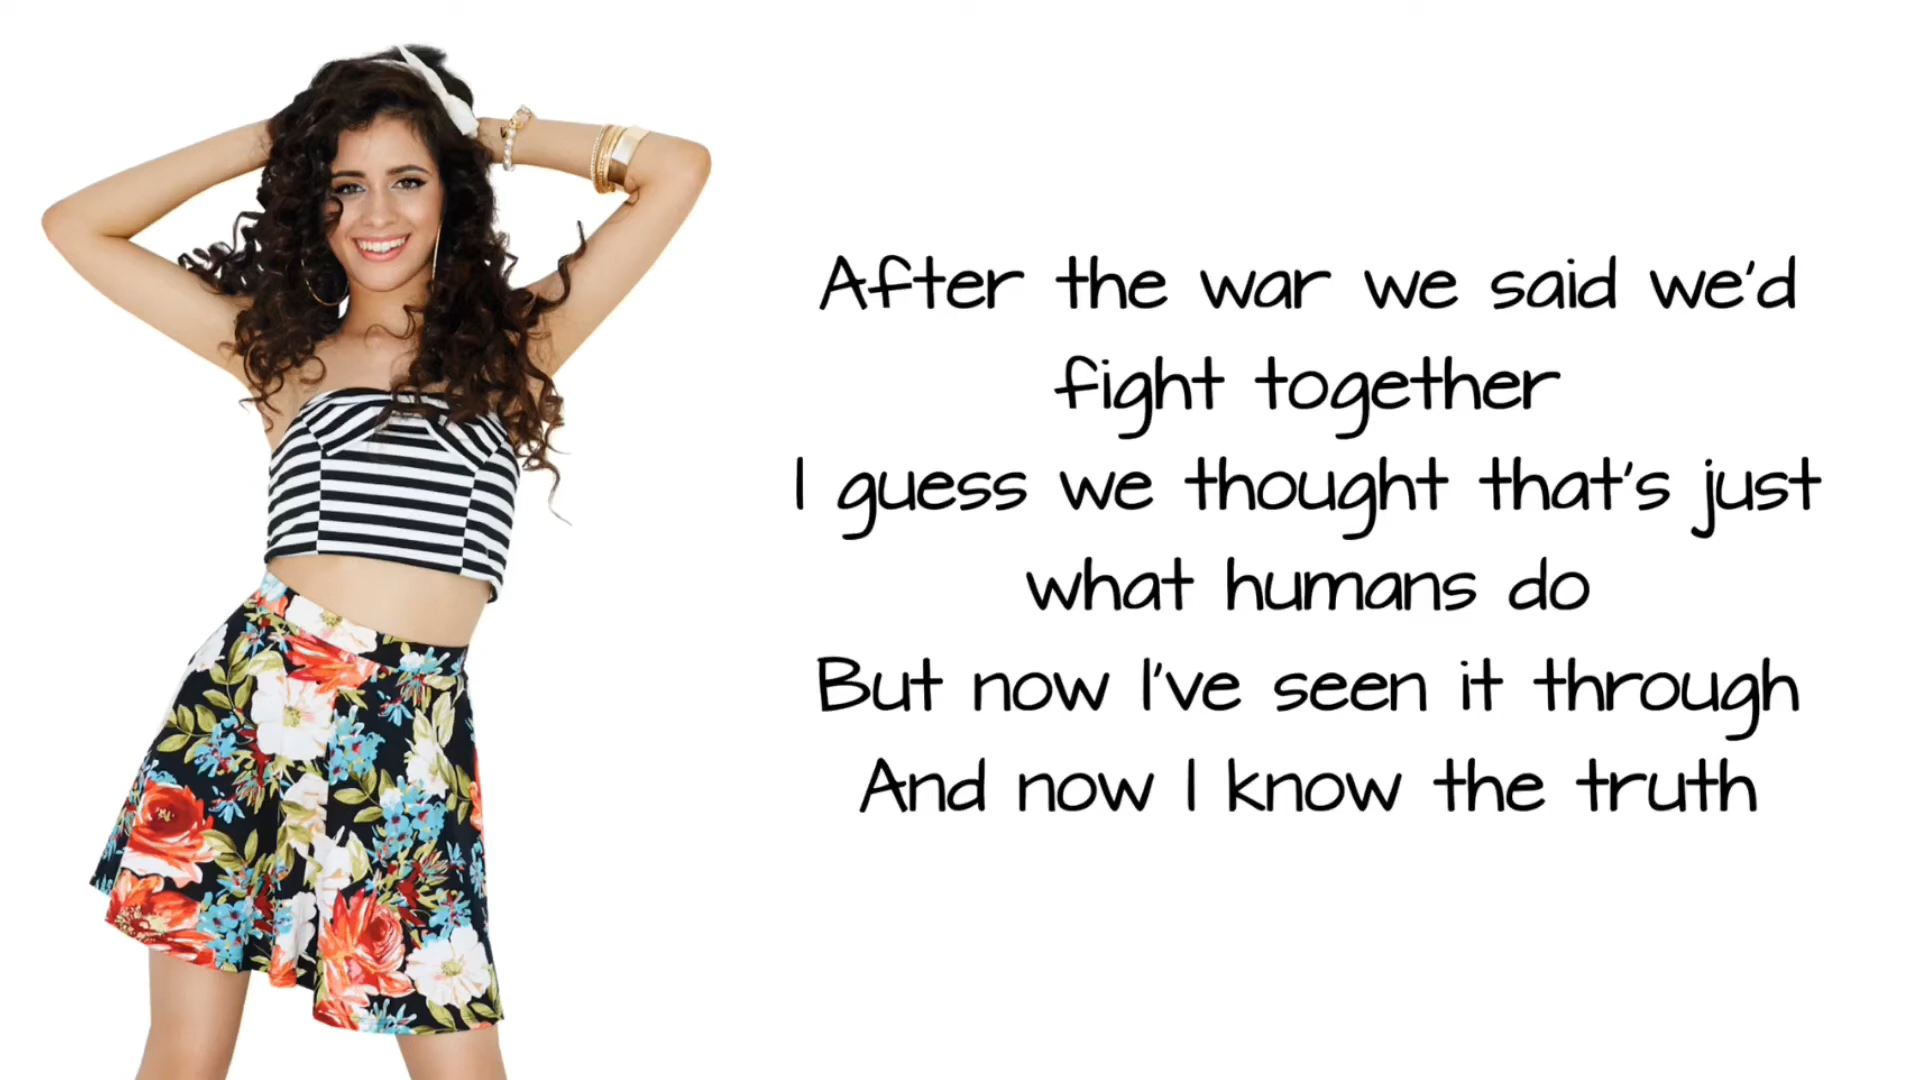 After the war we said we'd
fight together
I guess we thought that's just
what humans do
But now I've seen it through
And now I know the truth